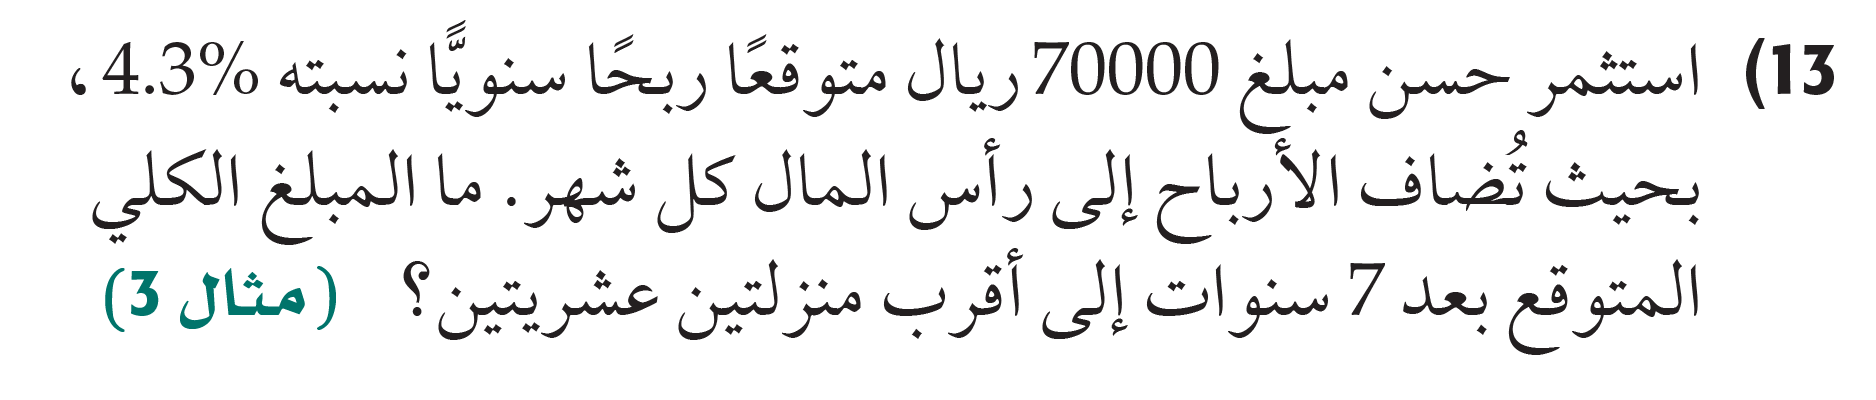 13) استثمر حسن مبلغ 70000 ريال متوقعًا ربحًا سنويًّا نسبته 4.3% ،
بحيث تُضاف الأرباح إلى رأس المال كل شهر. ما المبلغ الكلي
المتوقع بعد 7 سنوات إلى أقرب منزلتين عشريتين؟ (مثال 3)